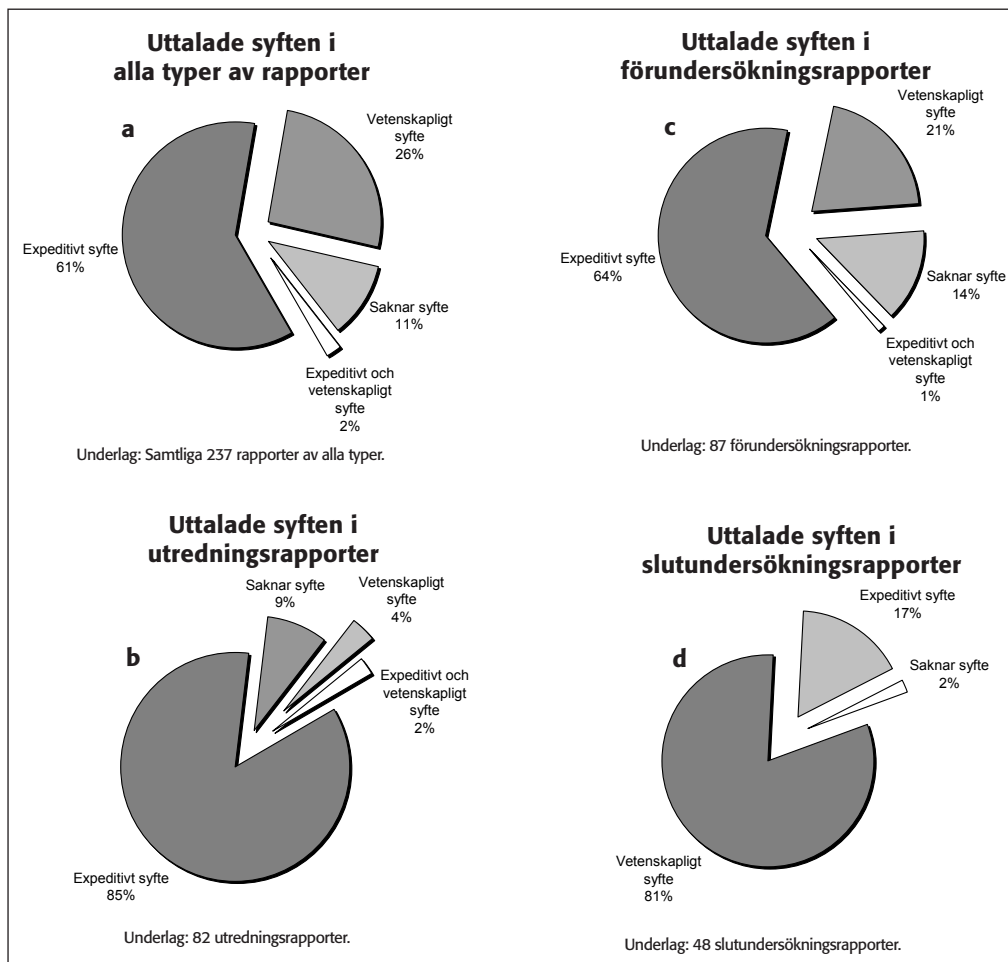 Uttalade syften i
alla typer av rapporter
a
Vetenskapligt
syfte
26%
Expeditivt syfte
61%
Saknar syfte
11%
Expeditivt och
vetenskapligt
syfte
2%
Underlag: Samtliga 237 rapporter av alla typer.
Uttalade syften i
förundersökningsrapporter
c
Vetenskapligt
syfte
21%
Expeditivt syfte
64%
Saknar syfte
14%
Expeditivt och
vetenskapligt
syfte
1%
Underlag: 87 förundersökningsrapporter.
Uttalade syften i
utredningsrapporter
b
Saknar syfte
9%
Vetenskapligt
syfte
4%
Expeditivt och
vetenskapligt
syfte
2%
Expeditivt syfte
85%
Underlag: 82 utredningsrapporter.
Uttalade syften i
slutundersökningsrapporter
d
Expeditivt syfte
17%
Saknar syfte
2%
Vetenskapligt
syfte
81%
Underlag: 48 slutundersökningsrapporter.